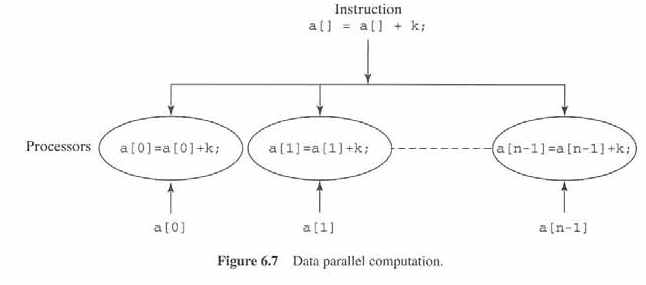 Instruction
a[] = a[] + k;
Processors a[0]=a[0]+k; a[1]=a[1]+k; a[n-1]=a[n-1]+k;
a[0] a[1] a[n-1]
Figure 6.7 Data parallel computation.